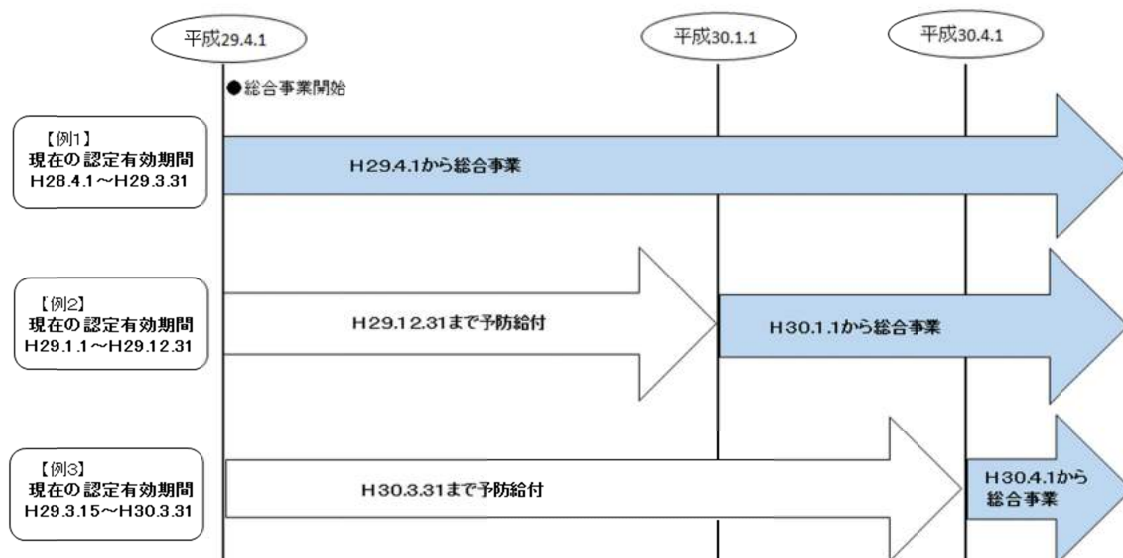 平成29.4.1
平成30.1.1
平成30.4.1
●総合事業開始
【例1】
現在の認定有効期間
H28.4.1～H29.3.31
H29.4.1から総合事業
【例2】
現在の認定有効期間
H29.1.1～H29.12.31
H29.12.31まで予防給付
H30.1.1から総合事業
【例3】
現在の認定有効期間
H29.3.15～H30.3.31
H30.3.31まで予防給付
H30.4.1から
総合事業